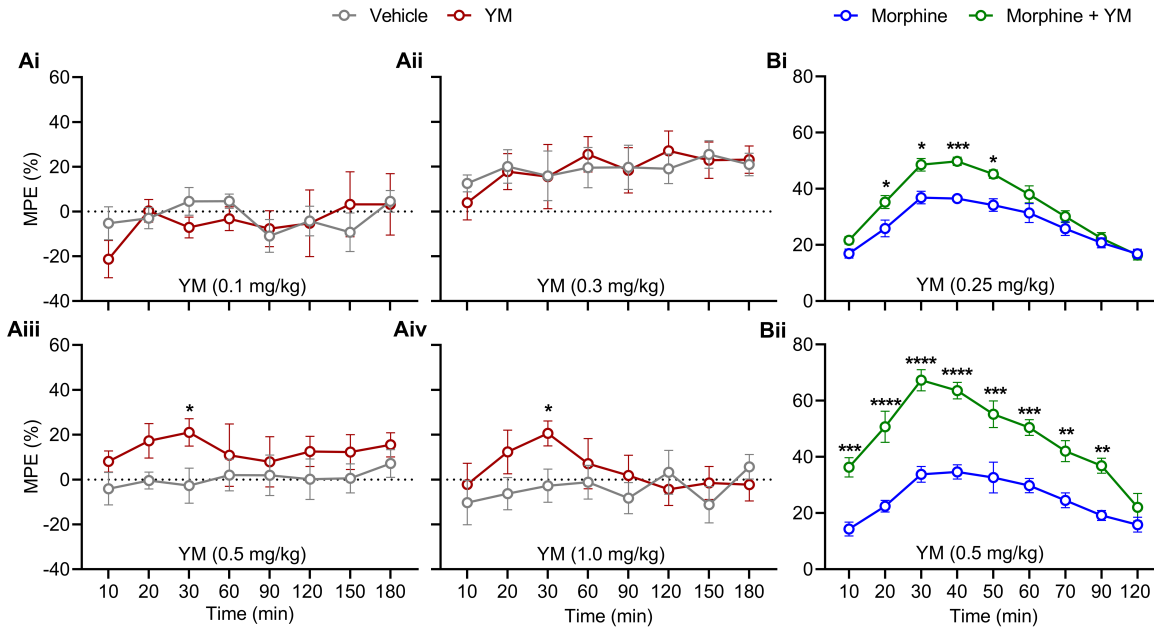 Vehicle YM Morphine Morphine + YM
Ai
MPE (%)
60
40
20
0
-20
-40
YM (0.1 mg/kg)
Aii
YM (0.3 mg/kg)
Bi
80
60
40
20
0
* * *** *
YM (0.25 mg/kg)
Aiii
MPE (%)
60
40
20
0
-20
-40
*
YM (0.5 mg/kg)
10 20 30 60 90 120 150 180
Time (min)
Aiv
*
YM (1.0 mg/kg)
10 20 30 60 90 120 150 180
Time (min)
Bii
80
60
40
20
0
*** **** **** **** *** *** ** **
YM (0.5 mg/kg)
10 20 30 40 50 60 70 90 120
Time (min)